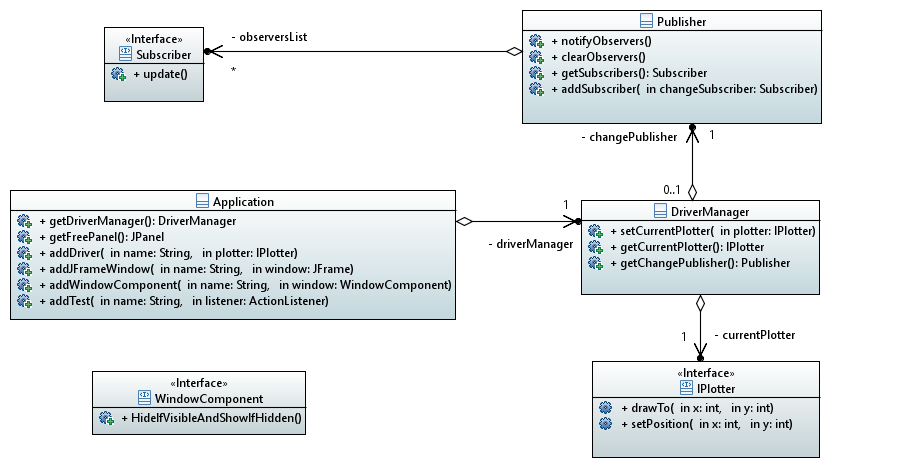 «Interface»
Subscriber
+ update()
- observersList
*
Publisher
+ notifyObservers()
+ clearObservers()
+ getSubscribers(): Subscriber
+ addSubscriber( in changeSubscriber: Subscriber)
- changePublisher
1
0..1
Application
+ getDriverManager(): DriverManager
+ getFreePanel(): JPanel
+ addDriver( in name: String, in plotter: IPlotter)
+ addJFrameWindow( in name: String, in window: JFrame)
+ addWindowComponent( in name: String, in window: WindowComponent)
+ addTest( in name: String, in listener: ActionListener)
1
- driverManager
DriverManager
+ setCurrentPlotter( in plotter: IPlotter)
+ getCurrentPlotter(): IPlotter
+ getChangePublisher(): Publisher
1
- currentPlotter
«Interface»
WindowComponent
+ HideIfVisibleAndShowIfHidden()
«Interface»
IPlotter
+ drawTo( in x: int, in y: int)
+ setPosition( in x: int, in y: int)